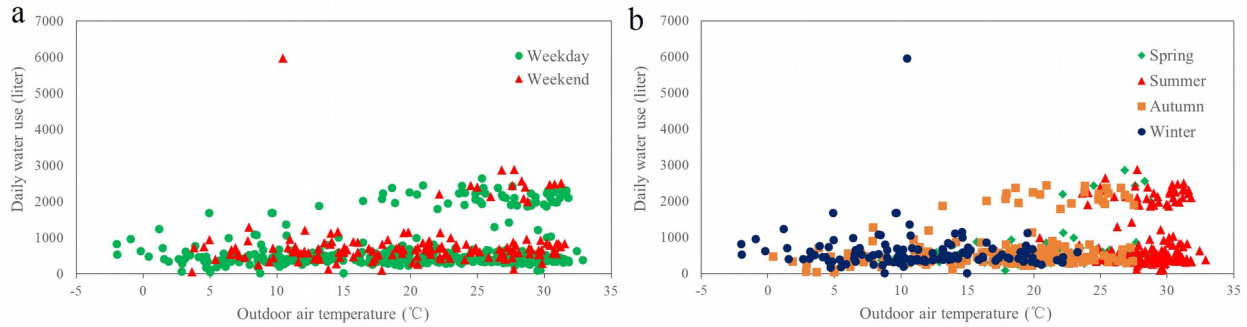 a
7000
6000
5000
4000
3000
2000
1000
0
Daily water use (liter)
-5 0 5 10 15 20 25 30 35
Outdoor air temperature (℃)
Weekday
Weekend
b
7000
6000
5000
4000
3000
2000
1000
0
Daily water use (liter)
-5 0 5 10 15 20 25 30 35
Outdoor air temperature (℃)
Spring
Summer
Autumn
Winter